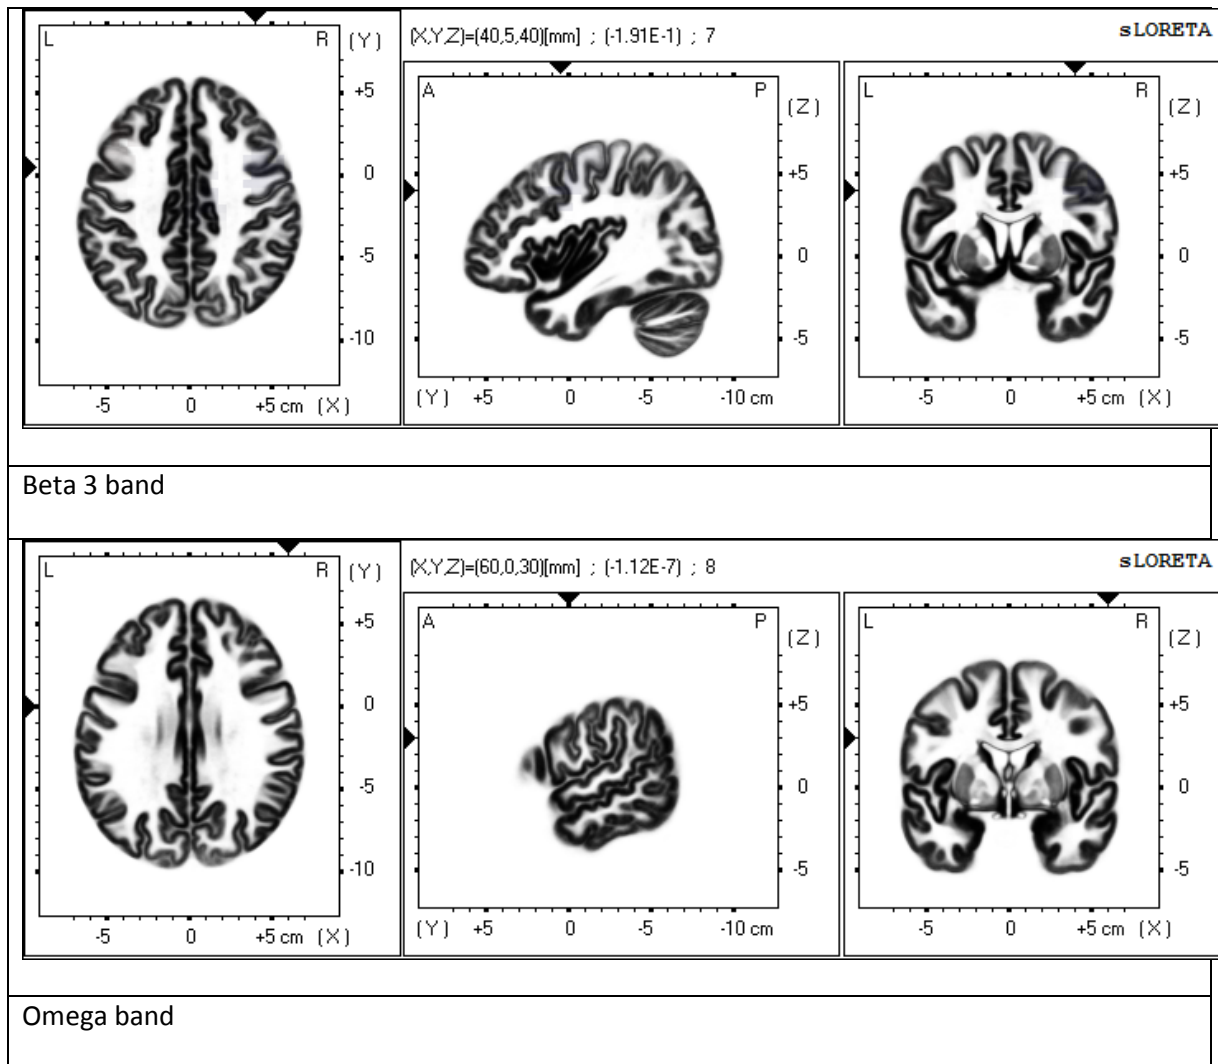 L R (Y) (X,Y,Z)=(40,5,40)[mm] ; (-1.91E-1) ; 7 sLORETA
A P (Z) L R (Z)
+5
0
-5
-10
-5 0 +5 cm (X)
+5
0
-5
(Y) +5 0 -5 -10 cm
+5
0
-5
-5 0 +5 cm (X)
Beta 3 band
L R (Y) (X,Y,Z)=(60,0,30)[mm] ; (-1.12E-7) ; 8 sLORETA
A P (Z) L R (Z)
+5
0
-5
-10
-5 0 +5 cm (X)
+5
0
-5
(Y) +5 0 -5 -10 cm
+5
0
-5
-5 0 +5 cm (X)
Omega band